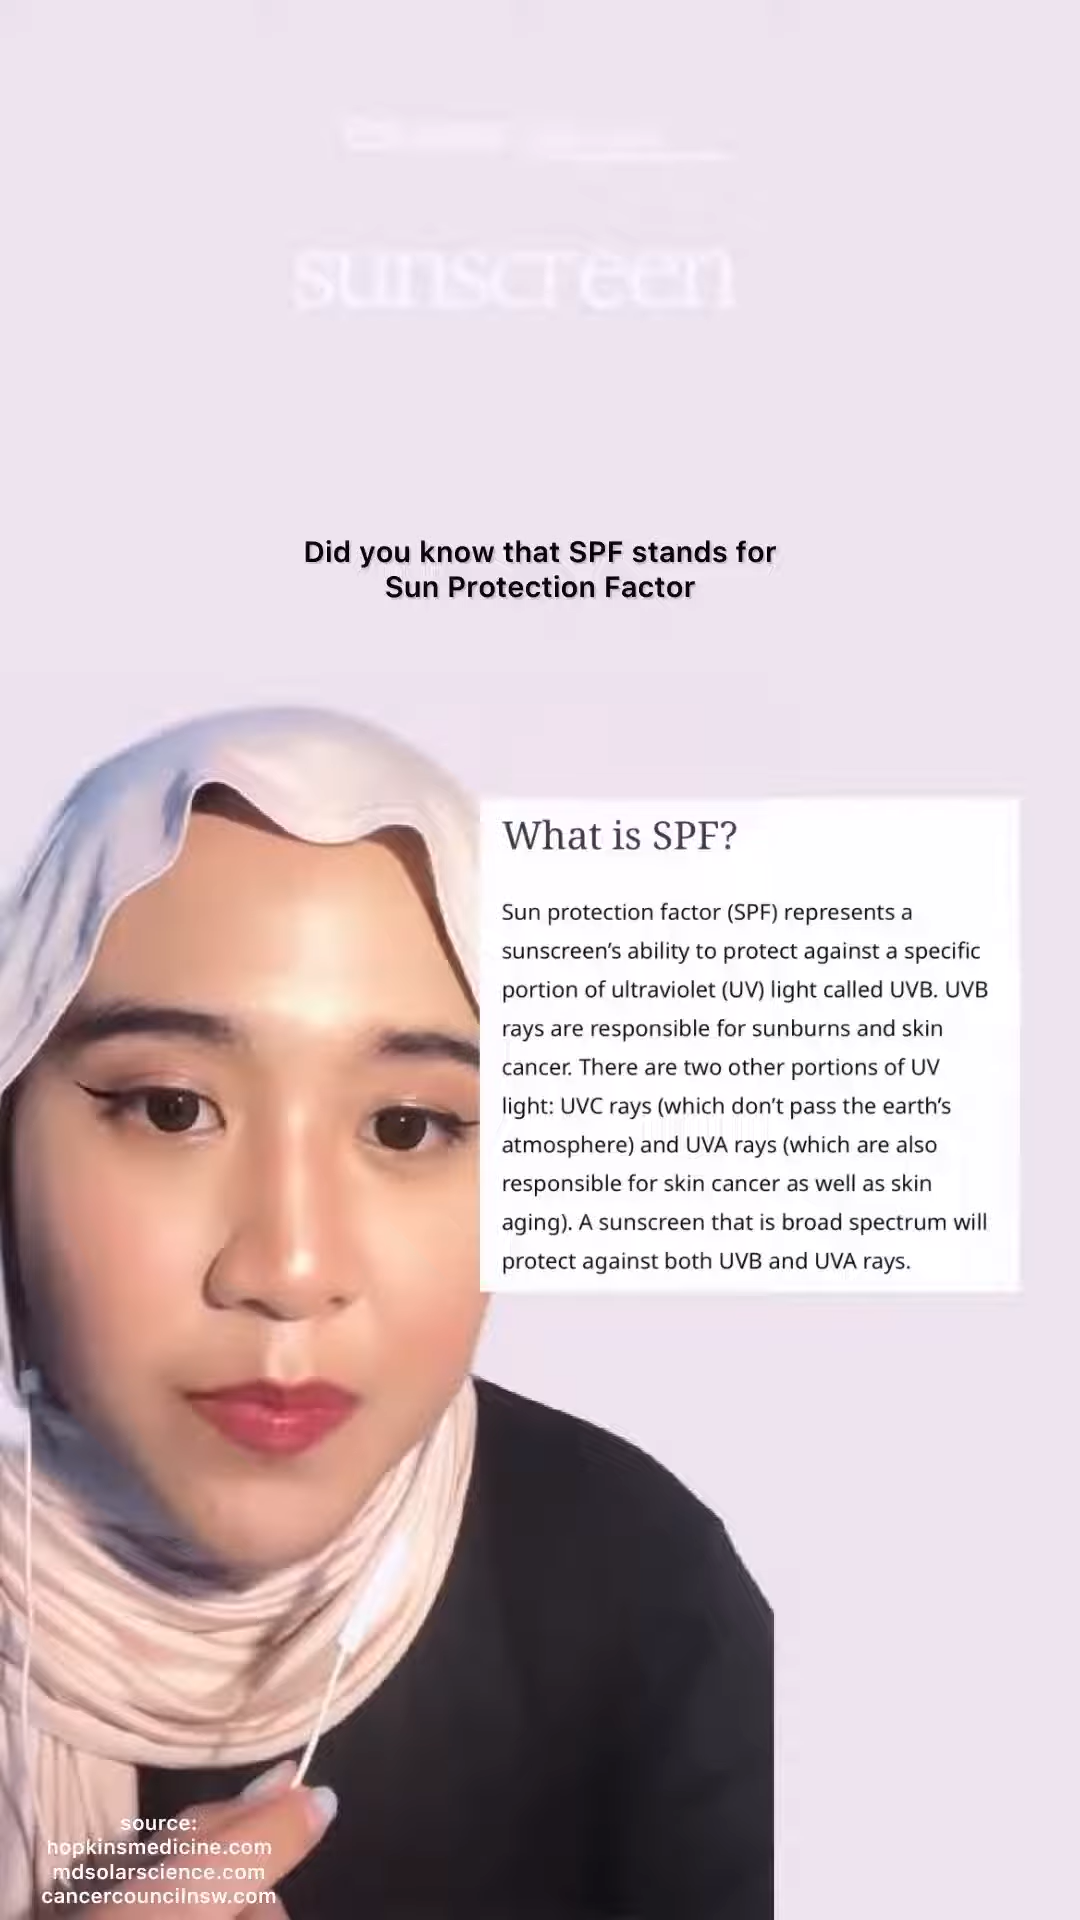 sunscreen
Did you know that SPF stands for
Sun Protection Factor
What is SPF?
Sun protection factor (SPF) represents a
sunscreen's ability to protect against a specific
portion of ultraviolet (UV) light called UVB. UVB
rays are responsible for sunburns and skin
cancer. There are two other portions of UV
light: UVC rays (which don't pass the earth's
atmosphere) and UVA rays (which are also
responsible for skin cancer as well as skin
aging). A sunscreen that is broad spectrum will
protect against both UVB and UVA rays.
source:
hopkinsmedicine.com
mdsolarscience.com
cancercouncilnsw.com